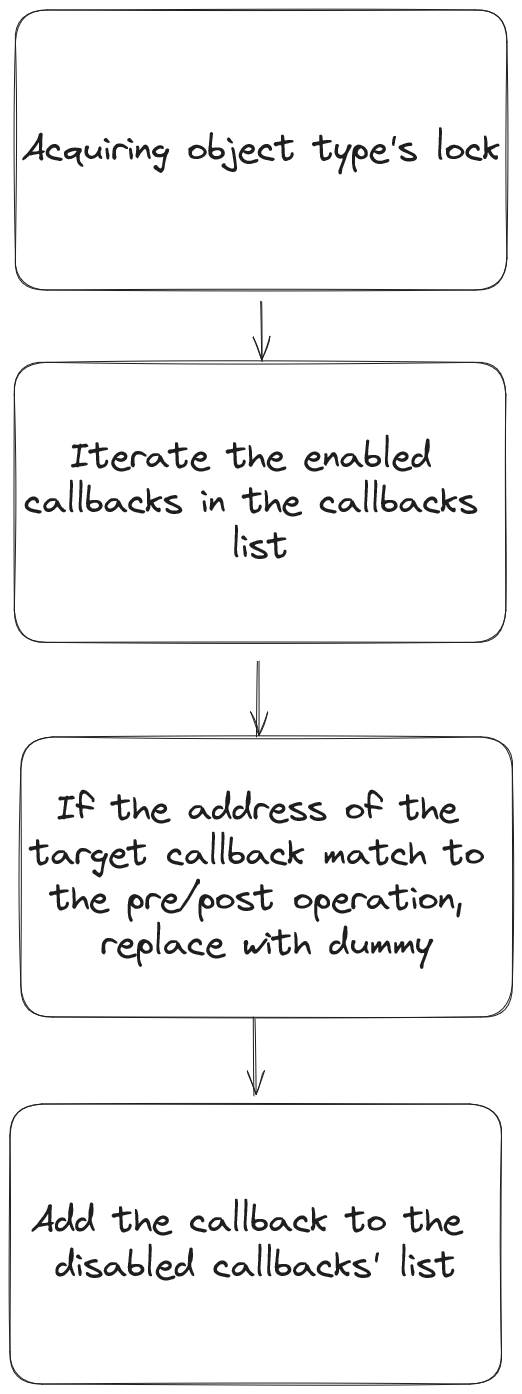 Acquiring object type's lock
Iterate the enabled
callbacks in the callbacks
list
If the address of the
target callback match to
the pre/post operation,
replace with dummy
Add the callback to the
disabled callbacks' list